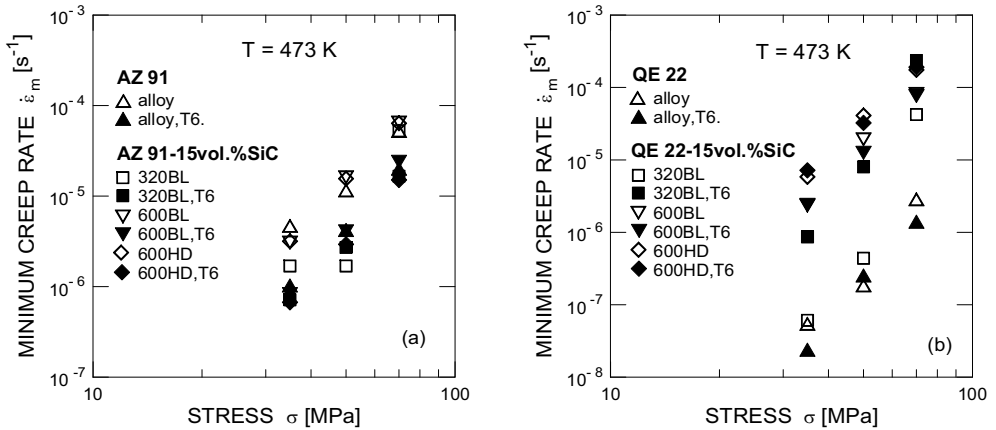 T = 473 K
AZ 91
alloy
alloy,T6.
AZ 91-15vol.%SiC
320BL
320BL,T6
600BL
600BL,T6
600HD
600HD,T6
(a)
MINIMUM CREEP RATE ε̇m [s-1]
10-3
10-4
10-5
10-6
10-7
10
100
STRESS σ [MPa]
T = 473 K
QE 22
alloy
alloy,T6.
QE 22-15vol.%SiC
320BL
320BL,T6
600BL
600BL,T6
600HD
600HD,T6
(b)
MINIMUM CREEP RATE ε̇m [s-1]
10-3
10-4
10-5
10-6
10-7
10-8
10
100
STRESS σ [MPa]